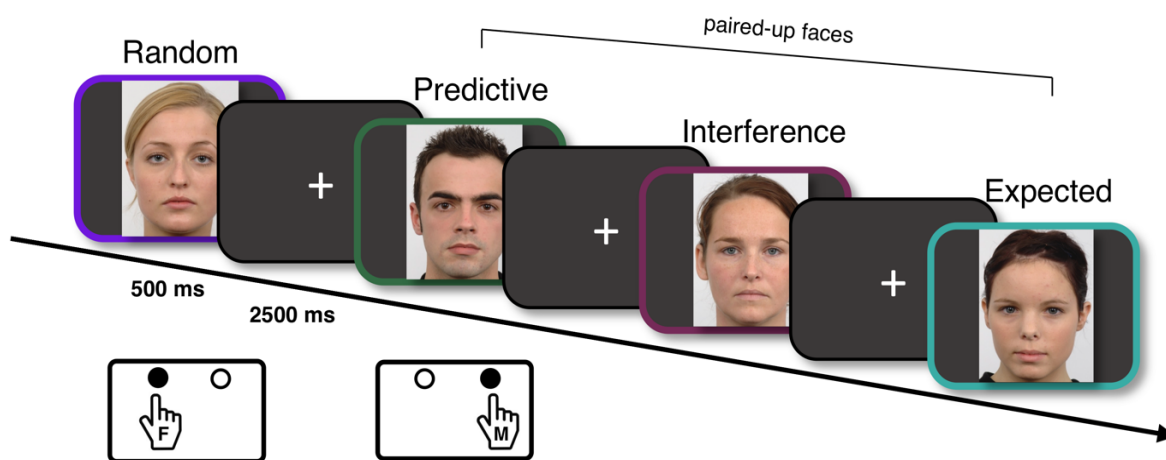 paired-up faces
Random
Predictive
Interference
Expected
500 ms
2500 ms
F
M